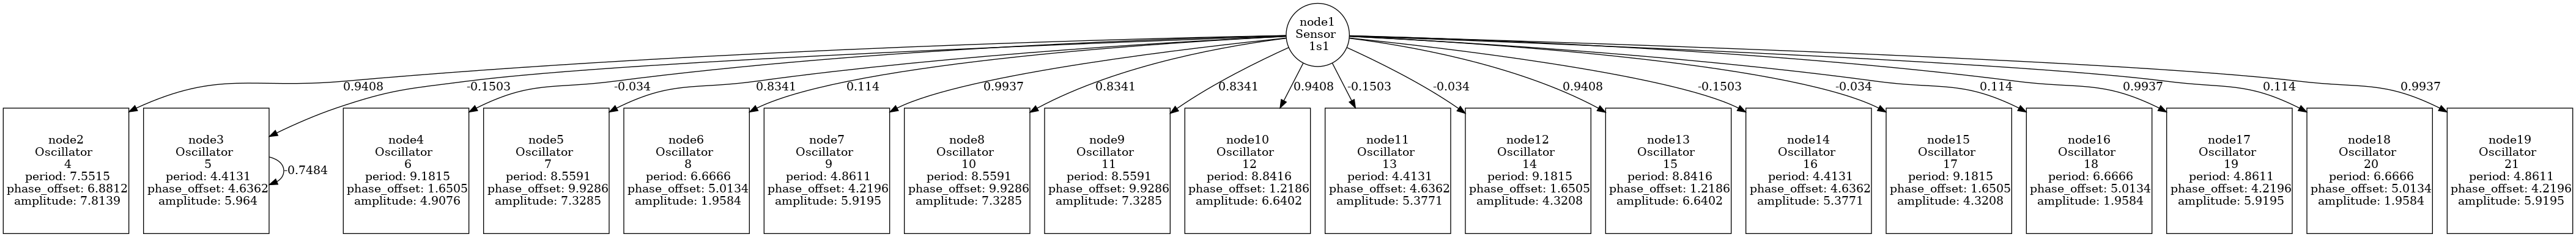 node1
Sensor
1s1
0.9408
-0.1503
-0.034
0.8341
0.114
0.9937
0.8341
0.8341
0.9408
-0.1503
-0.034
0.9408
-0.1503
-0.034
0.114
0.9937
0.114
0.9937
node2
Oscillator
4
period: 7.5515
phase_offset: 6.8812
amplitude: 7.8139
node3
Oscillator
5
period: 4.4131
phase_offset: 4.6362
amplitude: 5.964
-0.7484
node4
Oscillator
6
period: 9.1815
phase_offset: 1.6505
amplitude: 4.9076
node5
Oscillator
7
period: 8.5591
phase_offset: 9.9286
amplitude: 7.3285
node6
Oscillator
8
period: 6.6666
phase_offset: 5.0134
amplitude: 1.9584
node7
Oscillator
9
period: 4.8611
phase_offset: 4.2196
amplitude: 5.9195
node8
Oscillator
10
period: 8.5591
phase_offset: 9.9286
amplitude: 7.3285
node9
Oscillator
11
period: 8.5591
phase_offset: 9.9286
amplitude: 7.3285
node10
Oscillator
12
period: 8.8416
phase_offset: 1.2186
amplitude: 6.6402
node11
Oscillator
13
period: 4.4131
phase_offset: 4.6362
amplitude: 5.3771
node12
Oscillator
14
period: 9.1815
phase_offset: 1.6505
amplitude: 4.3208
node13
Oscillator
15
period: 8.8416
phase_offset: 1.2186
amplitude: 6.6402
node14
Oscillator
16
period: 4.4131
phase_offset: 4.6362
amplitude: 5.3771
node15
Oscillator
17
period: 9.1815
phase_offset: 1.6505
amplitude: 4.3208
node16
Oscillator
18
period: 6.6666
phase_offset: 5.0134
amplitude: 1.9584
node17
Oscillator
19
period: 4.8611
phase_offset: 4.2196
amplitude: 5.9195
node18
Oscillator
20
period: 6.6666
phase_offset: 5.0134
amplitude: 1.9584
node19
Oscillator
21
period: 4.8611
phase_offset: 4.2196
amplitude: 5.9195